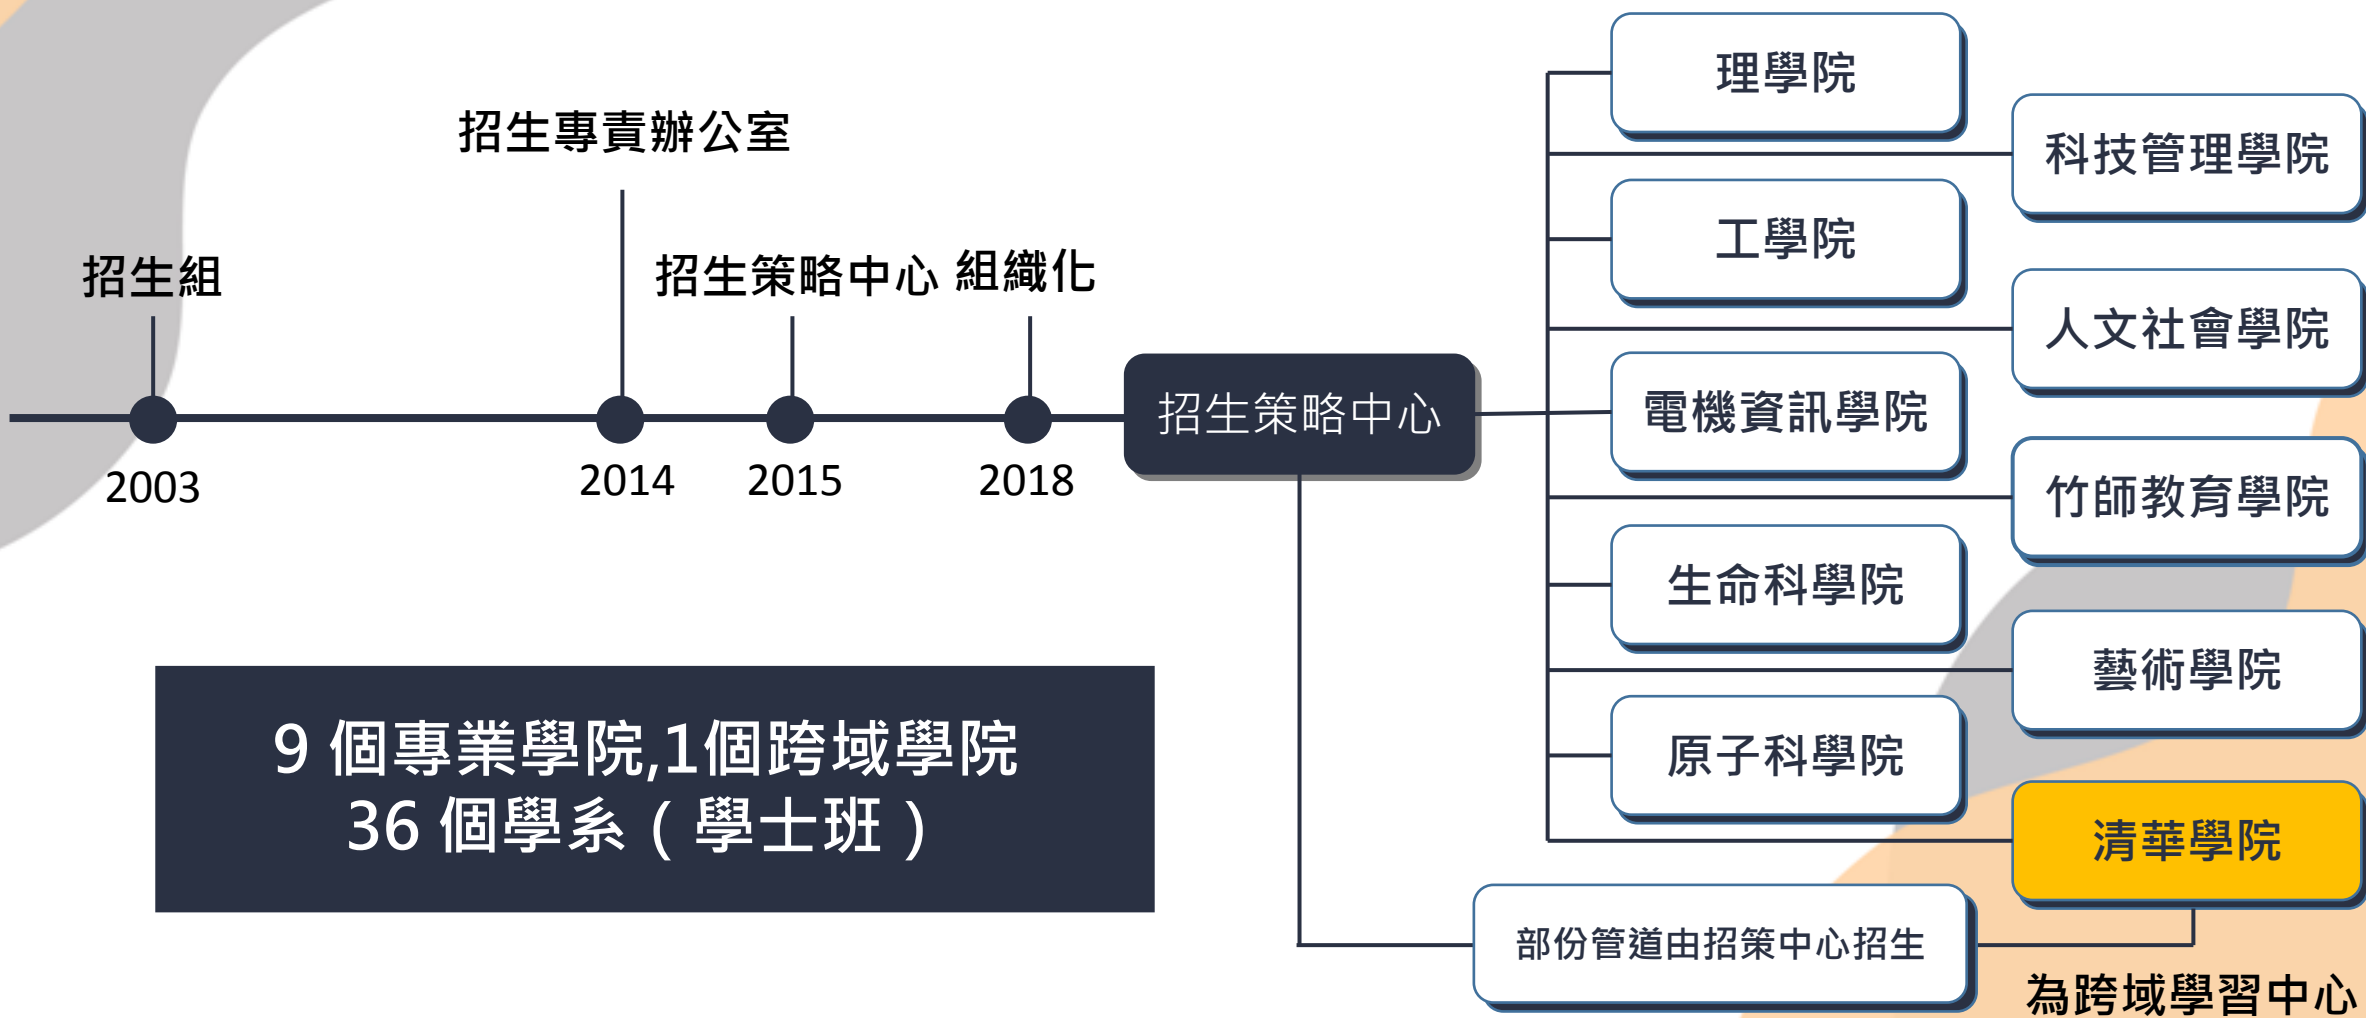 招生組
招生專責辦公室
招生策略中心
組織化
2003
2014
2015
2018
招生策略中心
理學院
科技管理學院
工學院
人文社會學院
電機資訊學院
竹師教育學院
生命科學院
藝術學院
原子科學院
清華學院
部份管道由招策中心招生
為跨域學習中心
9 個專業學院,1個跨域學院
36 個學系(學士班)